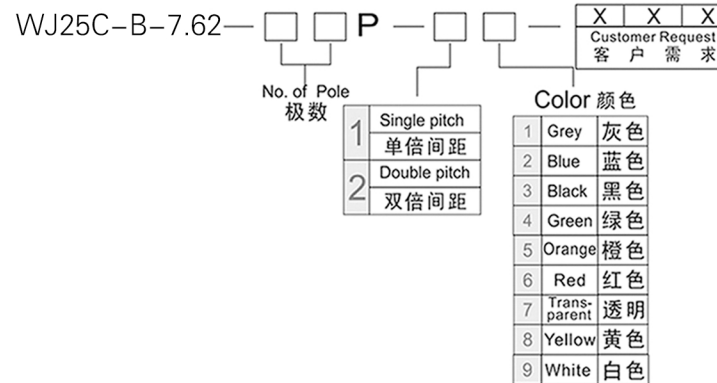 WJ25C-B-7.62— □ □ P — □ □ —
X X X
Customer Request
客 户 需 求
No. of Pole
极数
1 Single pitch
单倍间距
2 Double pitch
双倍间距
Color 颜色
1 Grey 灰色
2 Blue 蓝色
3 Black 黑色
4 Green 绿色
5 Orange 橙色
6 Red 红色
7 Trans-
parent 透明
8 Yellow 黄色
9 White 白色